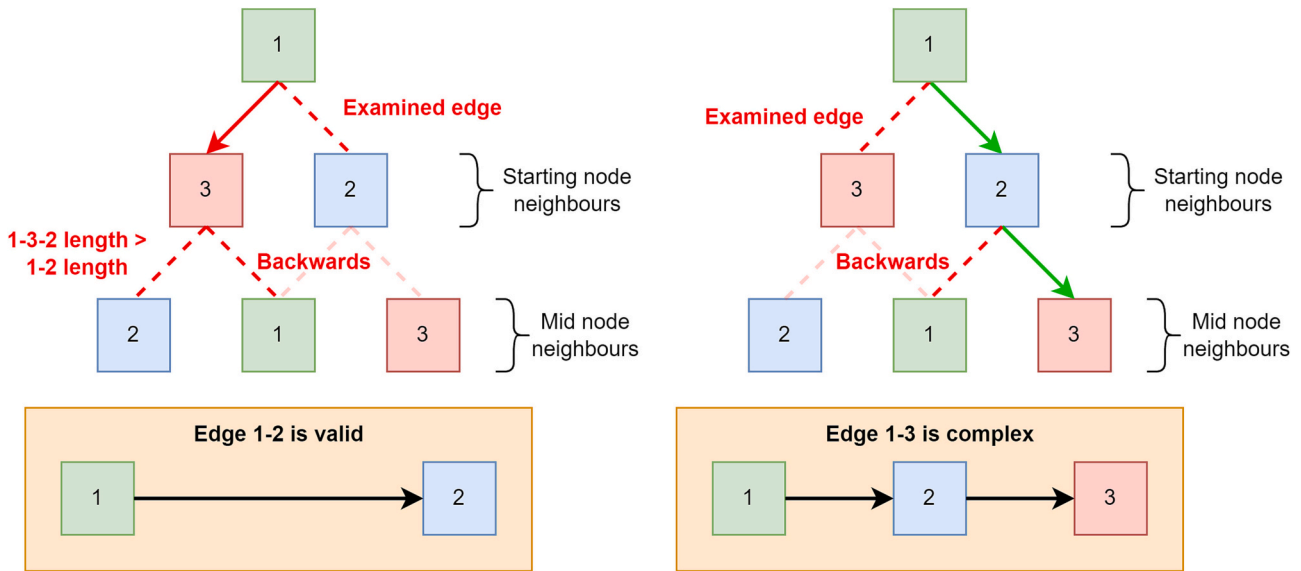 1
Examined edge
3
2
Starting node
neighbours
1-3-2 length >
1-2 length
Backwards
2
1
3
Mid node
neighbours
Edge 1-2 is valid
1
2
1
Examined edge
3
2
Starting node
neighbours
Backwards
2
1
3
Mid node
neighbours
Edge 1-3 is complex
1
2
3